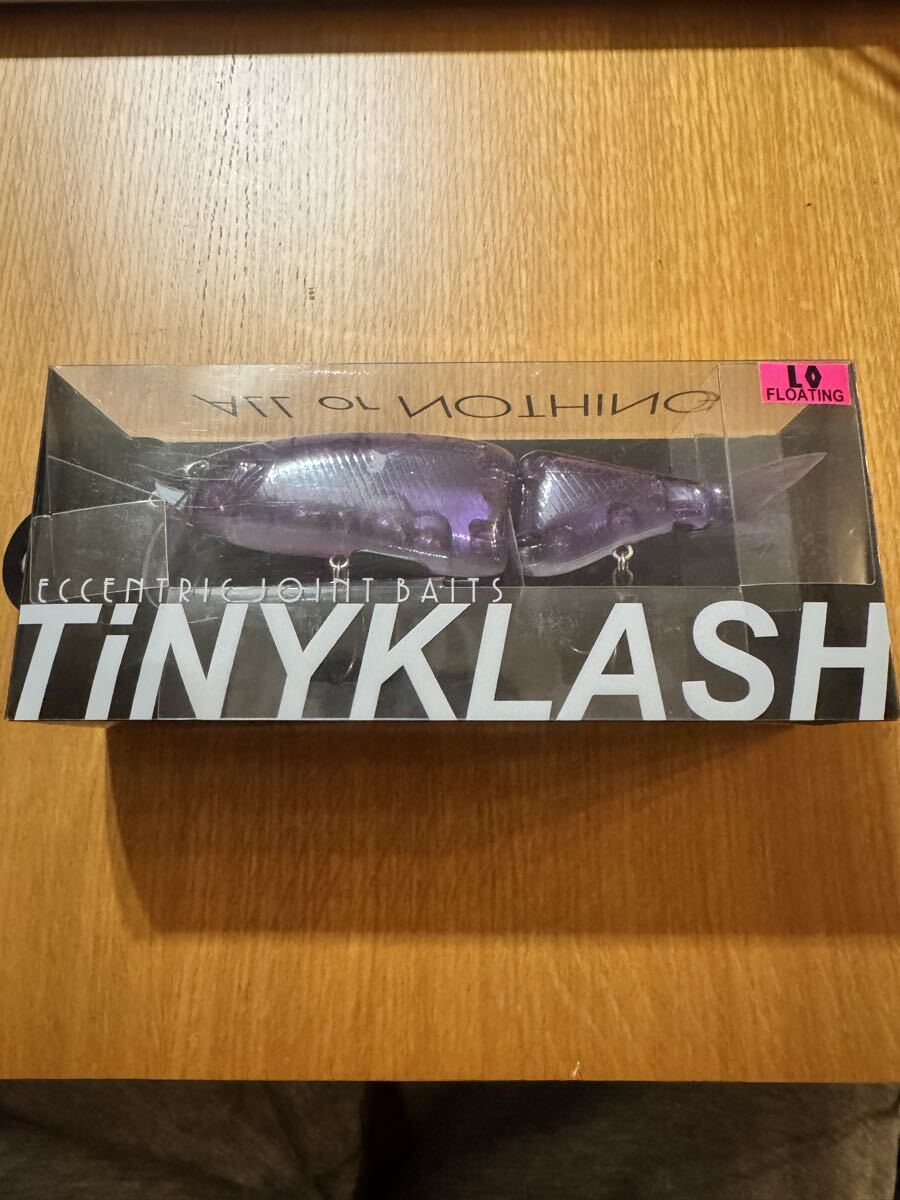 ALL or NOTHING
LO
FLOATING
ECCENTRIC JOINT BAITS
TiNYKLASH